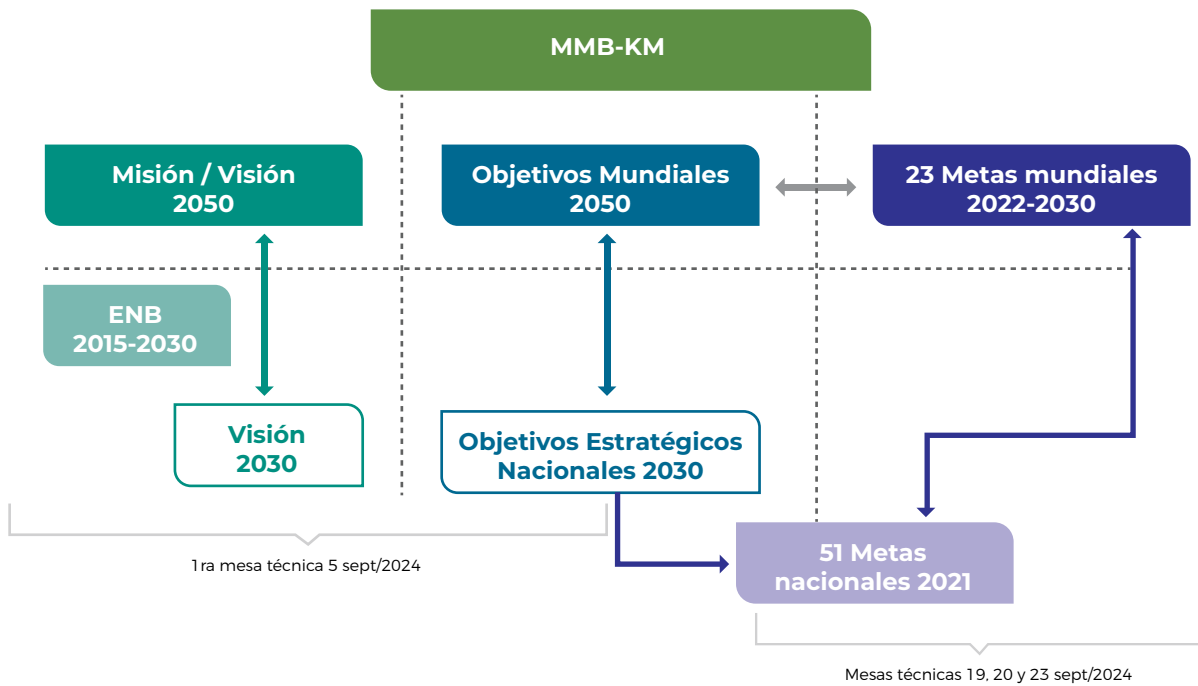 MMB-KM
Misión / Visión
2050
Objetivos Mundiales
2050
23 Metas mundiales
2022-2030
ENB
2015-2030
Visión
2030
Objetivos Estratégicos
Nacionales 2030
1ra mesa técnica 5 sept/2024
51 Metas
nacionales 2021
Mesas técnicas 19, 20 y 23 sept/2024